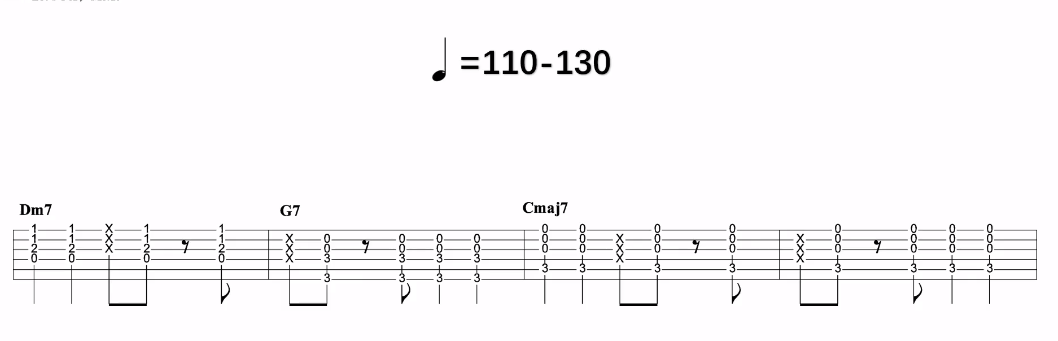 =110-130
Dm7 G7 Cmaj7
1 1 X 1 1 0 0 0 0 0 0 0 0
1 1 X 1 1 X 0 0 0 0 0 0 X 0 0 X 0 0 0 0
2 2 X 2 2 X 0 0 0 0 0 0 X 0 0 X 0 0 0 0
0 0 0 0 X 3 3 3 3 X X
3 3 3 3 3 3 3 3
3 3 3 3